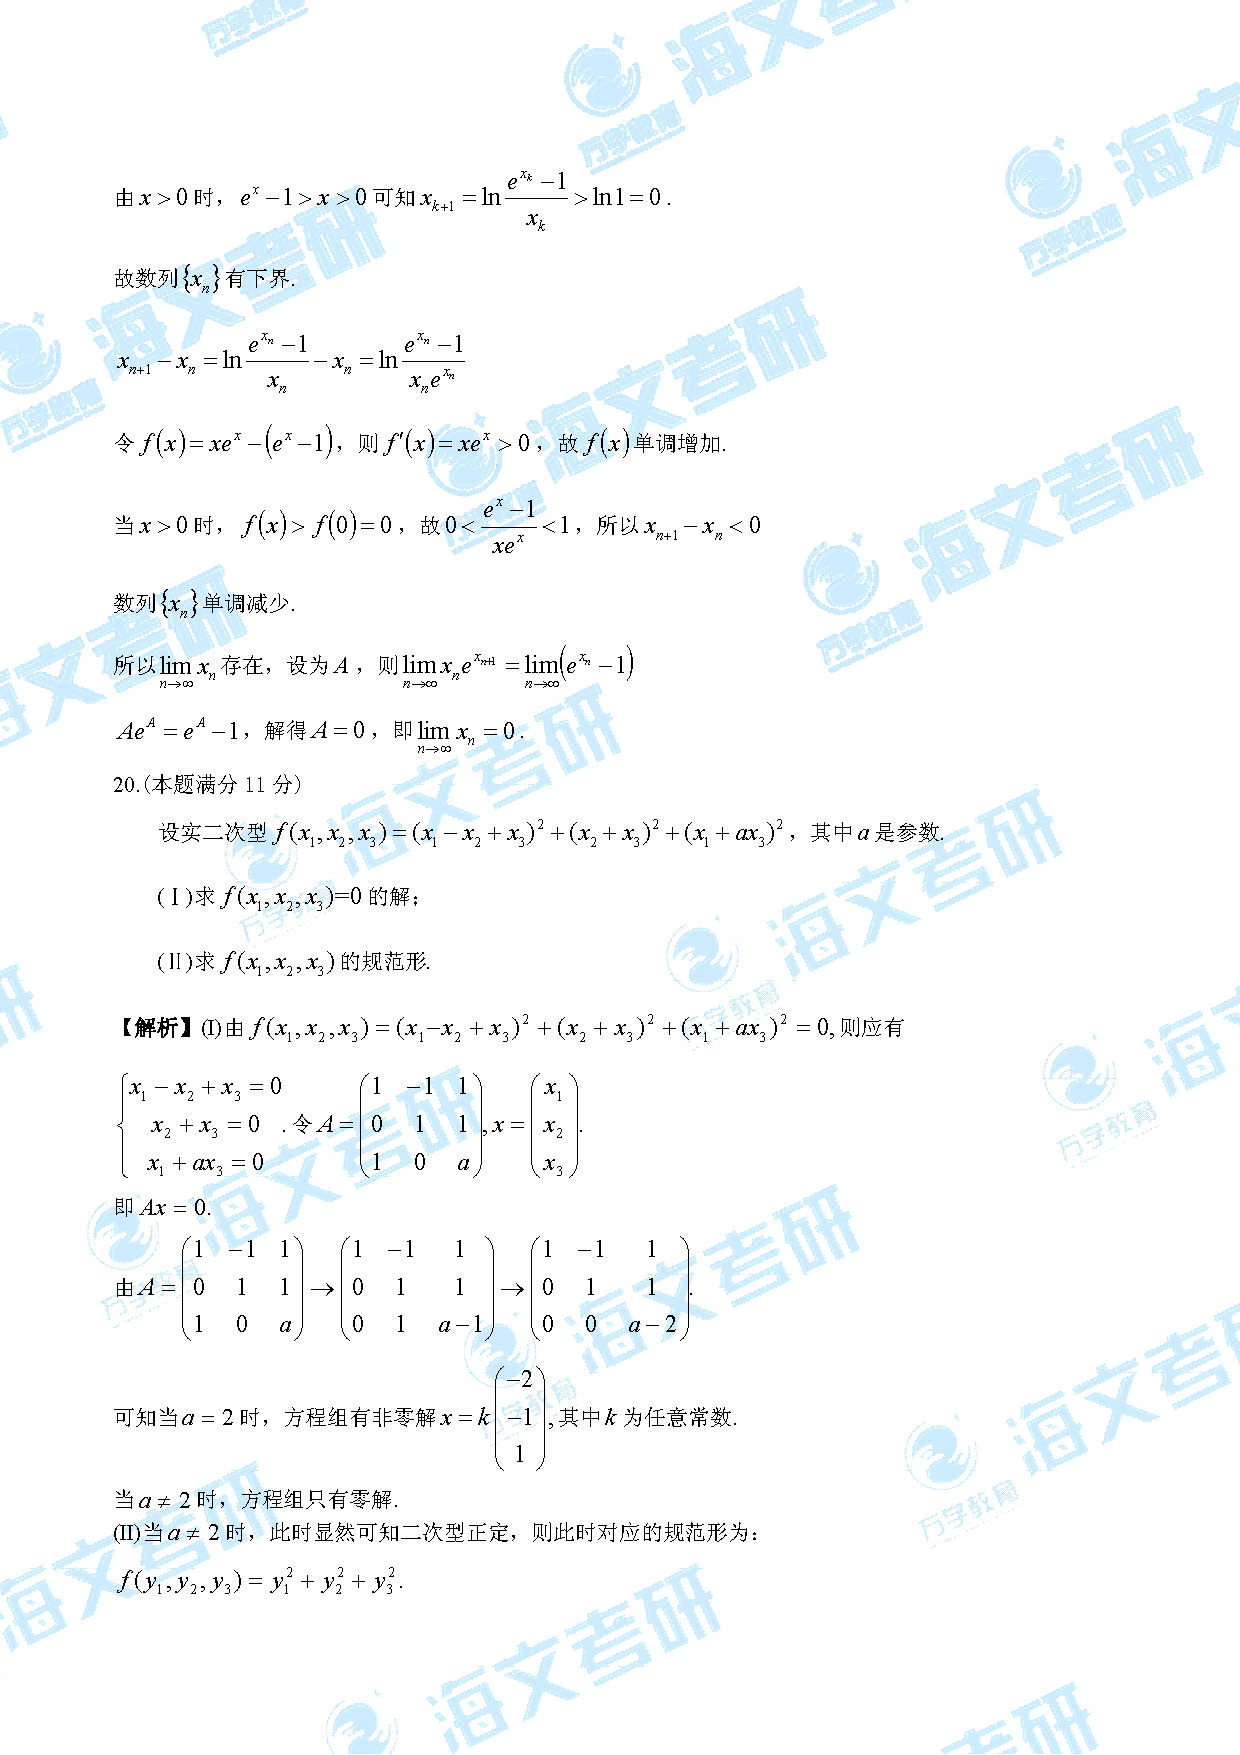 由 x > 0 时，e^x − 1 > x > 0 可知 x_{k+1} = ln (e^{x_k} − 1)/x_k > ln1 = 0 .
故数列{x_n}有下界.
x_{n+1} − x_n = ln (e^{x_n} − 1)/x_n − x_n = ln (e^{x_n} − 1)/(x_n e^{x_n})
令 f(x) = xe^x − (e^x − 1)，则 f′(x) = xe^x > 0，故 f(x)单调增加.
当 x > 0 时，f(x) > f(0) = 0，故 0 < (e^x − 1)/(xe^x) < 1，所以 x_{n+1} − x_n < 0
数列{x_n}单调减少.
所以 lim_{n→∞} x_n 存在，设为 A，则 lim_{n→∞} x_n e^{x_{n+1}} = lim_{n→∞} (e^{x_n} − 1)
Ae^A = e^A − 1，解得 A = 0，即 lim_{n→∞} x_n = 0 .
20.(本题满分 11 分)
设实二次型 f(x_1, x_2, x_3) = (x_1 − x_2 + x_3)^2 + (x_2 + x_3)^2 + (x_1 + ax_3)^2，其中 a 是参数.
(Ⅰ)求 f(x_1, x_2, x_3)=0 的解；
(Ⅱ)求 f(x_1, x_2, x_3) 的规范形.
【解析】(I)由 f(x_1, x_2, x_3) = (x_1 − x_2 + x_3)^2 + (x_2 + x_3)^2 + (x_1 + ax_3)^2 = 0, 则应有
{ x_1 − x_2 + x_3 = 0 ( 1 −1 1 ) ( x_1 )
{ x_2 + x_3 = 0 . 令 A = ( 0 1 1 ), x = ( x_2 ).
{ x_1 + ax_3 = 0 ( 1 0 a ) ( x_3 )
即 Ax = 0.
( 1 −1 1 ) ( 1 −1 1 ) ( 1 −1 1 )
由 A = ( 0 1 1 ) → ( 0 1 1 ) → ( 0 1 1 ).
( 1 0 a ) ( 0 1 a−1 ) ( 0 0 a−2 )
( −2 )
可知当 a = 2 时，方程组有非零解 x = k ( −1 ), 其中 k 为任意常数.
( 1 )
当 a ≠ 2 时，方程组只有零解.
(II)当 a ≠ 2 时，此时显然可知二次型正定，则此时对应的规范形为：
f(y_1, y_2, y_3) = y_1^2 + y_2^2 + y_3^2 .
海文考研
万学教育